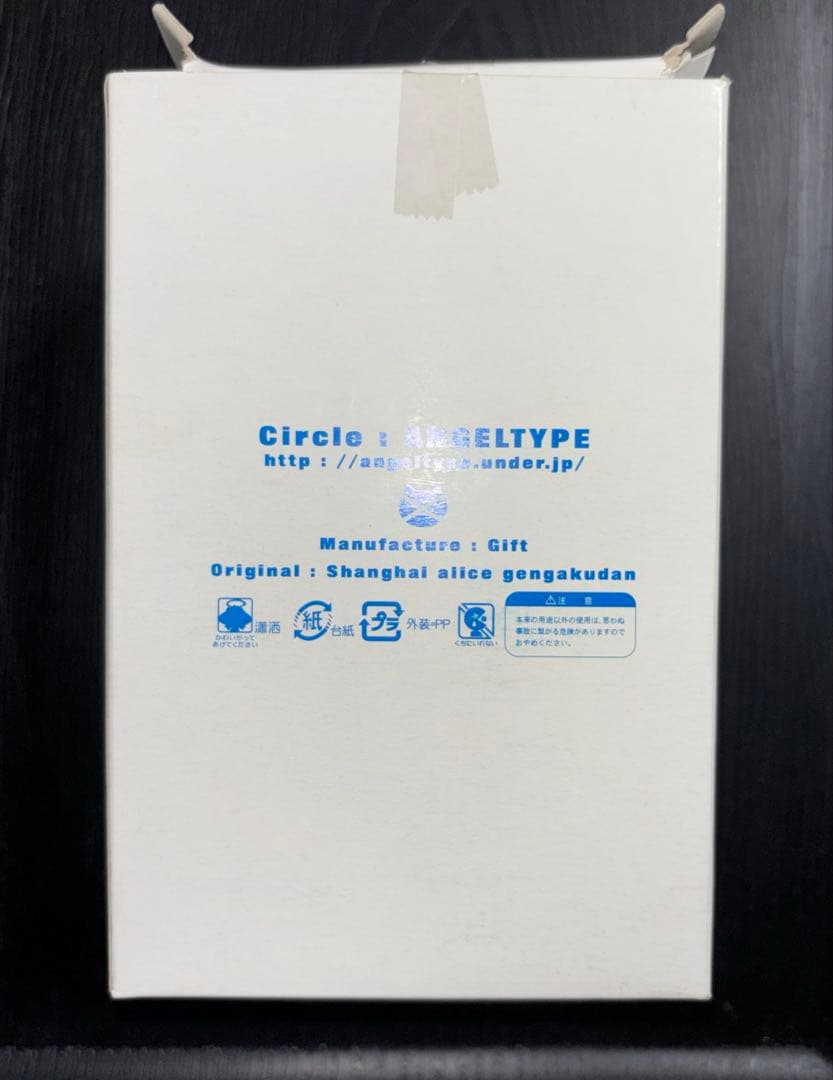 Circle : ANGELTYPE
http : //angeltype.under.jp/
Manufacture : Gift
Original : Shanghai aiice gengakudan
かわいがって
あげてください
瀟洒
紙
台紙
プラ
外装=PP
くちにいれない
⚠注 意
本来の用途以外の使用は、思わぬ
事故に繋がる危険がありますので
おやめください。